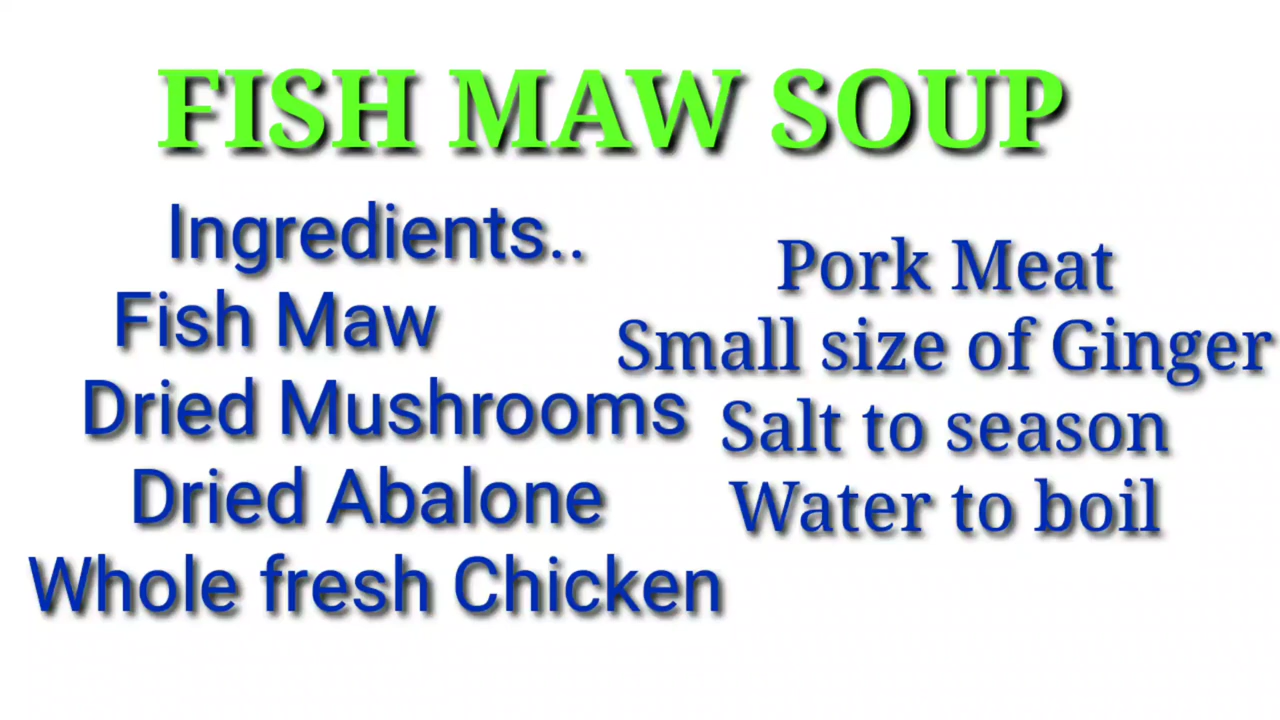 FISH MAW SOUP
Ingredients..
Fish Maw
Dried Mushrooms
Dried Abalone
Whole fresh Chicken
Pork Meat
Small size of Ginger
Salt to season
Water to boil